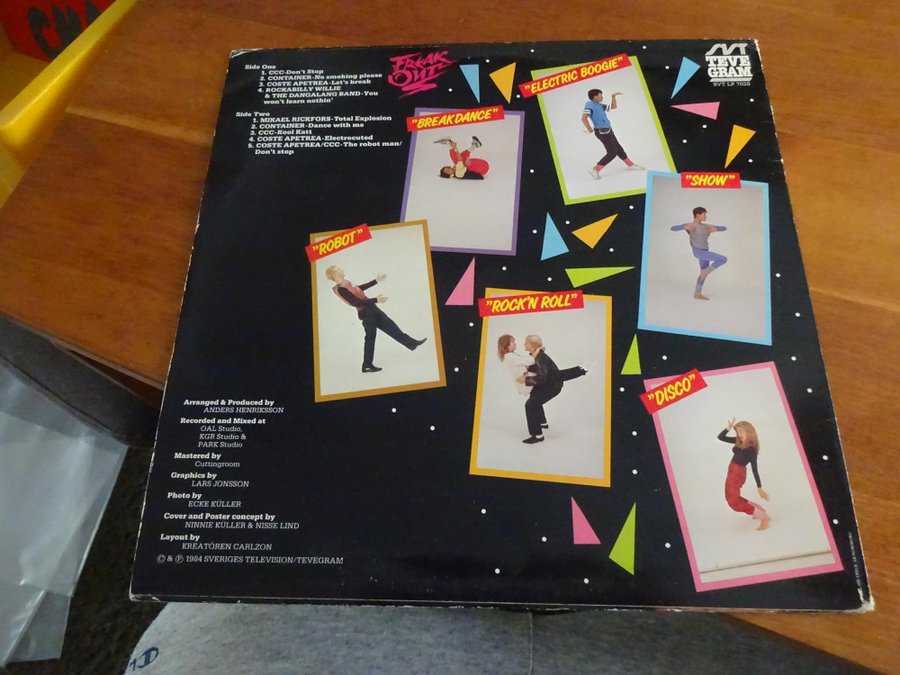 FREAK
OUT
Side One
1. CCC-Don't Stop
2. CONTAINER-No smoking please
3. COSTE APETREA-Let's break
4. ROCKABILLY WILLIE
& THE DANGALANG BAND-You
won't learn nothin'
Side Two
1. MIKAEL RICKFORS-Total Explosion
2. CONTAINER-Dance with me
3. CCC-Kool Katt
4. COSTE APETREA-Electrocuted
5. COSTE APETREA/CCC-The robot man/
Don't stop
SVT
TEVE
GRAM
SVT LP 7025
"ELECTRIC BOOGIE"
"BREAKDANCE"
"SHOW"
"ROBOT"
"ROCK'N ROLL"
"DISCO"
Arranged & Produced by
ANDERS HENRIKSSON
Recorded and Mixed at
OAL Studio,
KGR Studio &
PARK Studio
Mastered by
Cuttingroom
Graphics by
LARS JONSSON
Photo by
ECKE KÜLLER
Cover and Poster concept by
NINNIE KÜLLER & NISSE LIND
Layout by
KREATÖREN CARLZON
© & ℗ 1984 SVERIGES TELEVISION/TEVEGRAM